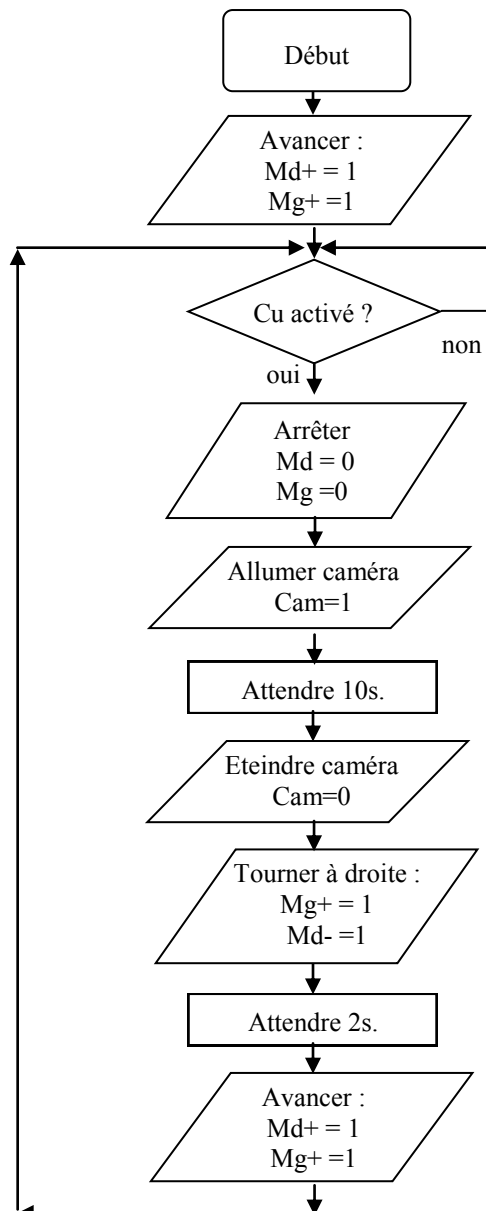 Début
Avancer :
Md+ = 1
Mg+ =1
Cu activé ?
non
oui
Arrêter
Md = 0
Mg =0
Allumer caméra
Cam=1
Attendre 10s.
Eteindre caméra
Cam=0
Tourner à droite :
Mg+ = 1
Md- =1
Attendre 2s.
Avancer :
Md+ = 1
Mg+ =1